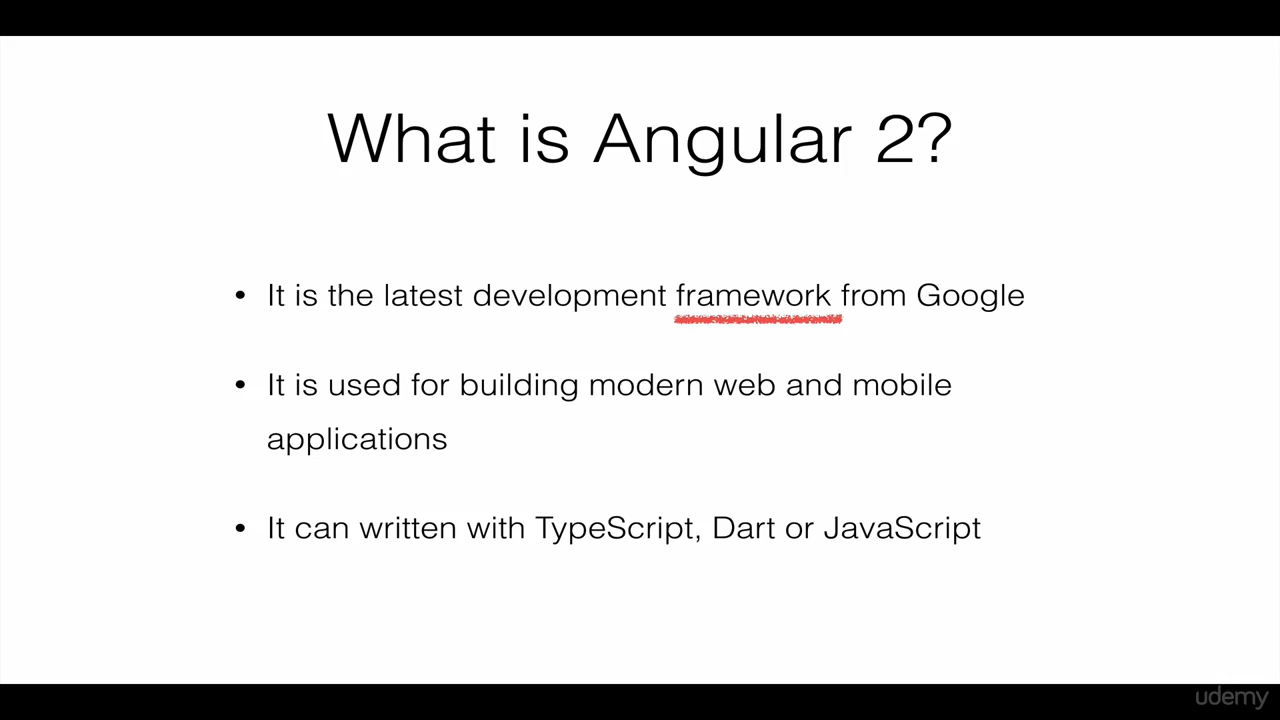 What is Angular 2?
• It is the latest development framework from Google
• It is used for building modern web and mobile
applications
• It can written with TypeScript, Dart or JavaScript
udemy